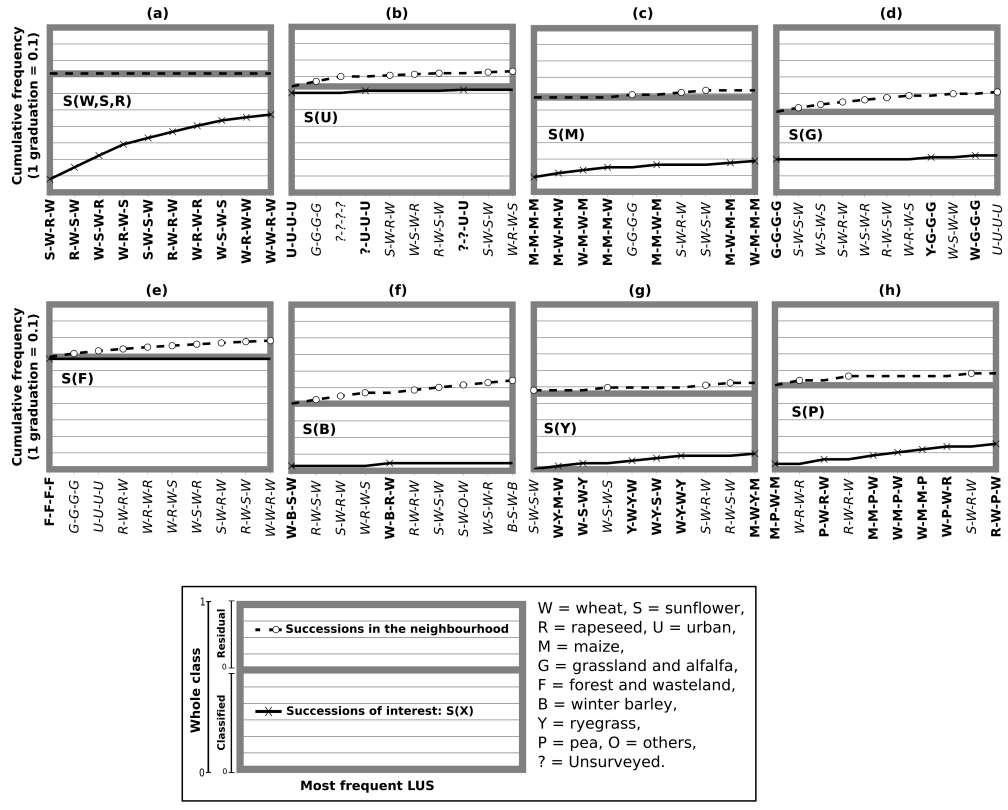 (a) (b) (c) (d)
Cumulative frequency
(1 graduation = 0.1)
S(W,S,R) S(U) S(M) S(G)
S-W-R-W R-W-S-W W-S-W-R W-R-W-S S-W-S-W R-W-R-W W-R-W-R W-S-W-S W-R-W-W W-W-R-W
U-U-U-U G-G-G-G ?-?-?-? ?-U-U-U S-W-R-W W-S-W-R R-W-S-W ?-?-U-U S-W-S-W W-R-W-S
M-M-M-M M-W-M-W W-M-W-M M-M-M-W G-G-G-G M-M-W-M S-W-R-W S-W-S-W W-M-M-M W-M-M-M
G-G-G-G S-W-S-W W-S-W-S S-W-R-W W-S-W-R R-W-S-W W-R-W-S Y-G-G-G W-S-W-W W-G-G-G U-U-U-U
(e) (f) (g) (h)
Cumulative frequency
(1 graduation = 0.1)
S(F) S(B) S(Y) S(P)
F-F-F-F G-G-G-G U-U-U-U R-W-R-W W-R-W-R W-R-W-S W-S-W-R S-W-R-W S-W-S-W W-W-R-W
W-B-S-W R-W-S-W S-W-R-W W-R-W-S W-B-R-W R-W-R-W S-W-S-W S-W-O-W W-S-W-R B-S-W-B
S-W-S-W W-Y-M-W W-S-W-Y W-S-W-S Y-W-Y-W W-Y-S-W W-Y-W-Y S-W-R-W R-W-S-W M-W-Y-M
M-P-W-M W-R-W-R P-W-R-W R-W-R-W M-M-P-W W-M-P-W W-M-M-P W-P-W-R S-W-R-W R-W-P-W
1
Whole class
0
Residual
0
Classified
0
Successions in the neighbourhood
Successions of interest: S(X)
Most frequent LUS
W = wheat, S = sunflower,
R = rapeseed, U = urban,
M = maize,
G = grassland and alfalfa,
F = forest and wasteland,
B = winter barley,
Y = ryegrass,
P = pea, O = others,
? = Unsurveyed.